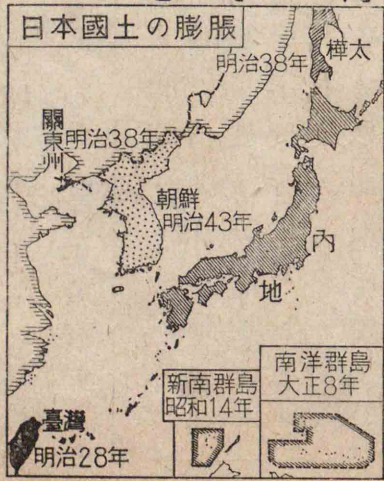 日本國土の膨脹
樺太
明治38年
關東州
明治38年
朝鮮
明治43年
內地
新南群島
昭和14年
南洋群島
大正8年
臺灣
明治28年